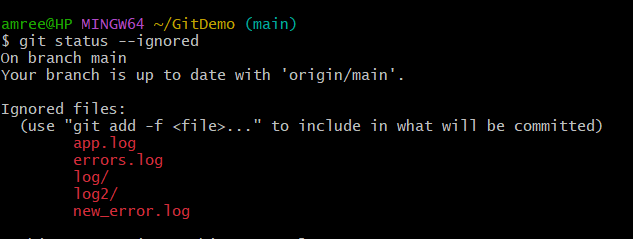 amree@HP MINGW64 ~/GitDemo (main)
$ git status --ignored
On branch main
Your branch is up to date with 'origin/main'.
Ignored files:
(use "git add -f <file>..." to include in what will be committed)
app.log
errors.log
log/
log2/
new_error.log